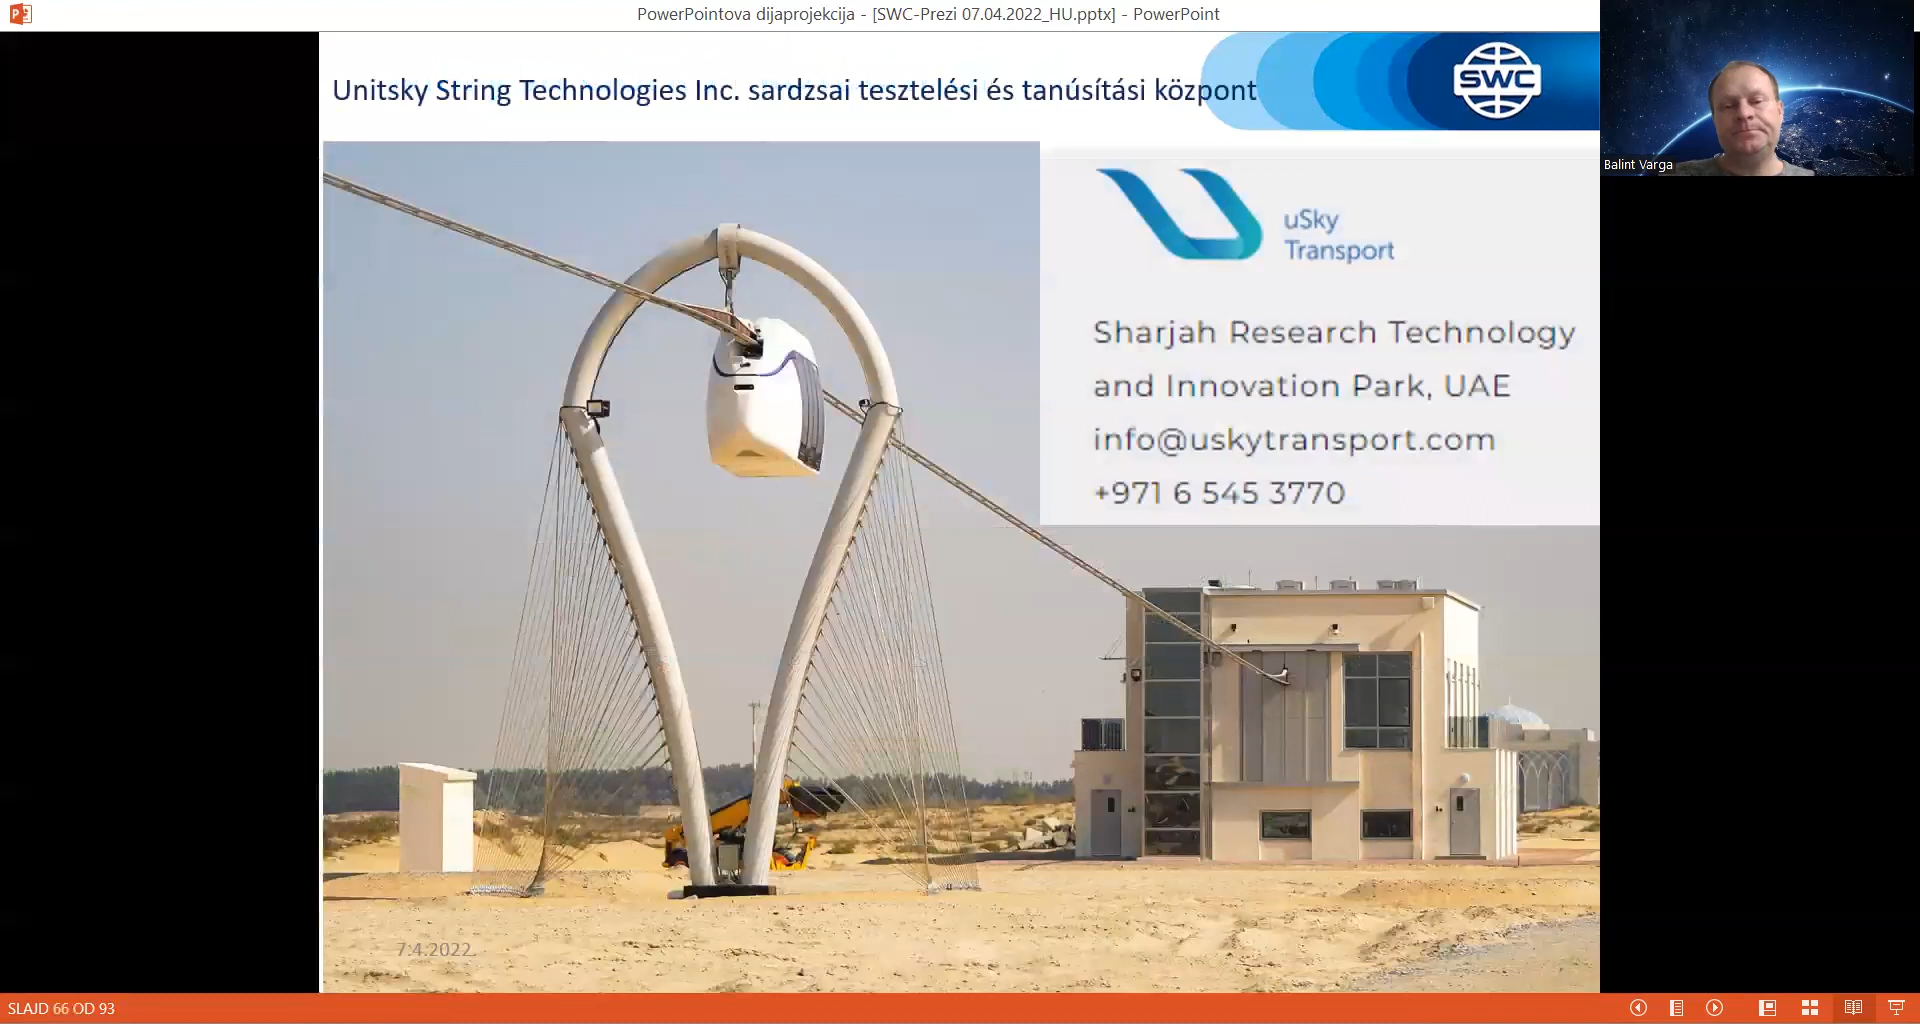 PowerPointova dijaprojekcija - [SWC-Prezi 07.04.2022_HU.pptx] - PowerPoint
Unitsky String Technologies Inc. sardzsai tesztelési és tanúsítási központ
SWC
Balint Varga
uSky
Transport
Sharjah Research Technology
and Innovation Park, UAE
info@uskytransport.com
+971 6 545 3770
7.4.2022.
SLAJD 66 OD 93